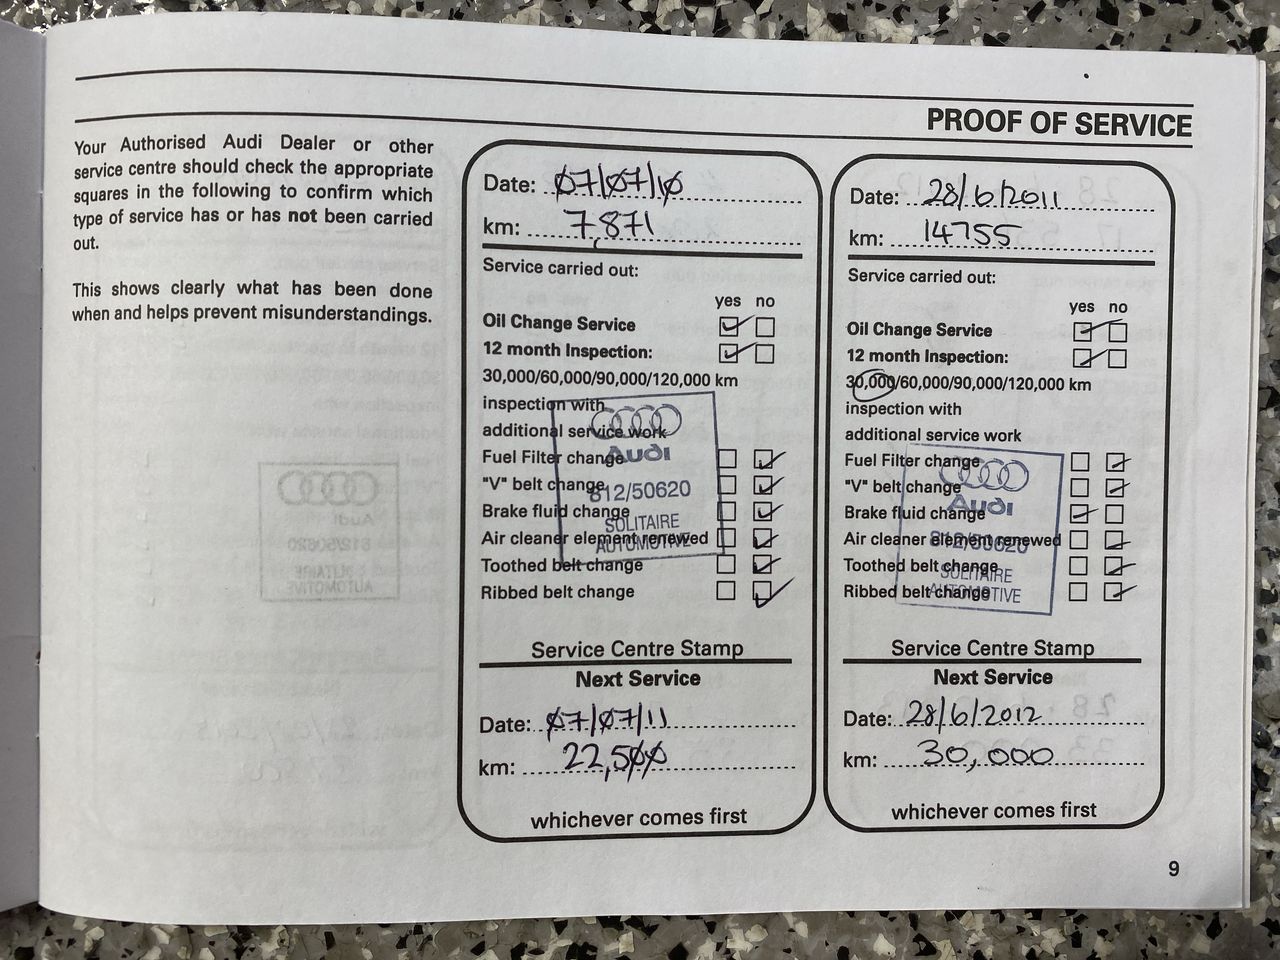 PROOF OF SERVICE
Your Authorised Audi Dealer or other
service centre should check the appropriate
squares in the following to confirm which
type of service has or has not been carried
out.
This shows clearly what has been done
when and helps prevent misunderstandings.
Date: 07/07/10
km: 7,871
Service carried out:
yes no
Oil Change Service
12 month Inspection:
30,000/60,000/90,000/120,000 km
inspection with
additional service work
Fuel Filter change
"V" belt change
Brake fluid change
Air cleaner element renewed
Toothed belt change
Ribbed belt change
Audi
812/50620
SOLITAIRE
AUTOMOTIVE
Service Centre Stamp
Next Service
Date: 07/07/11
km: 22,500
whichever comes first
Date: 28/6/2011
km: 14755
Service carried out:
yes no
Oil Change Service
12 month Inspection:
30,000/60,000/90,000/120,000 km
inspection with
additional service work
Fuel Filter change
"V" belt change
Brake fluid change
Air cleaner element renewed
Toothed belt change
Ribbed belt change
Audi
812/50620
SOLITAIRE
AUTOMOTIVE
Service Centre Stamp
Next Service
Date: 28/6/2012
km: 30,000
whichever comes first
9